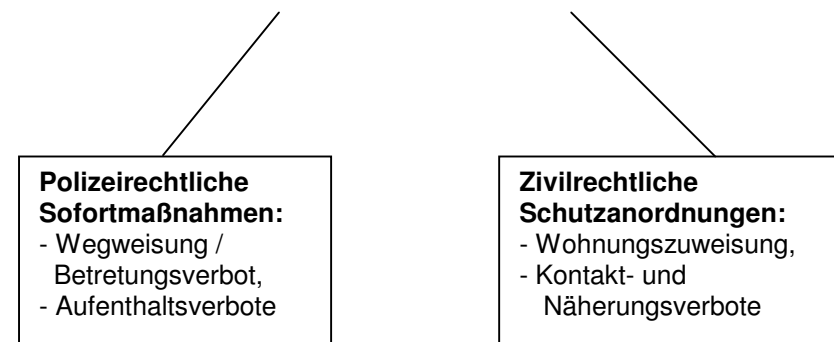 Polizeirechtliche
Sofortmaßnahmen:
- Wegweisung /
Betretungsverbot,
- Aufenthaltsverbote
Zivilrechtliche
Schutzanordnungen:
- Wohnungszuweisung,
- Kontakt- und
Näherungsverbote